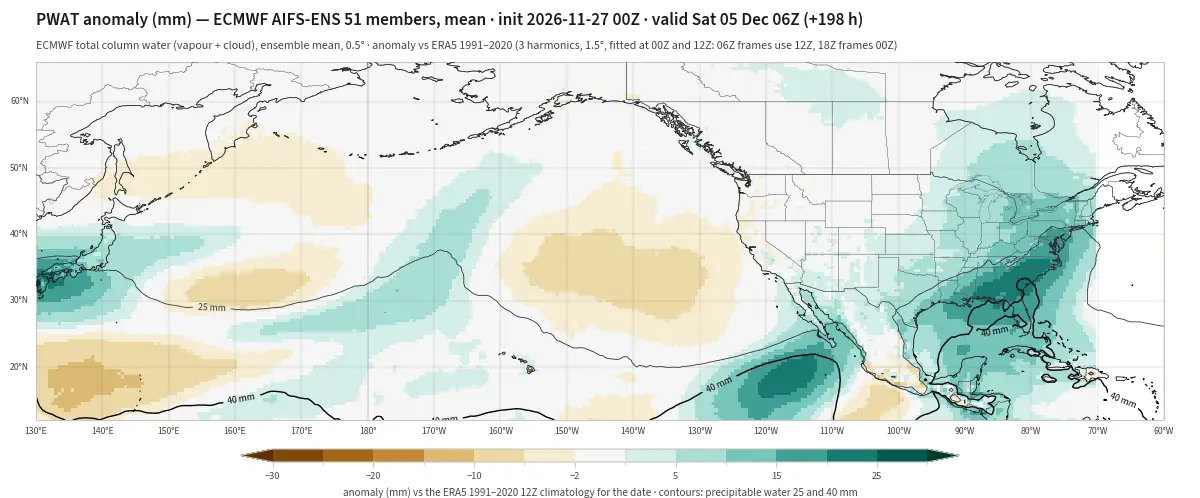 PWAT anomaly (mm) — ECMWF AIFS-ENS 51 members, mean · init 2026-11-27 00Z · valid Sat 05 Dec 06Z (+198 h)
ECMWF total column water (vapour + cloud), ensemble mean, 0.5° · anomaly vs ERA5 1991–2020 (3 harmonics, 1.5°, fitted at 00Z and 12Z: 06Z frames use 12Z, 18Z frames 00Z)
60°N
50°N
40°N
30°N
20°N
25 mm
40 mm
40 mm
40 mm
40 mm
40 mm
130°E 140°E 150°E 160°E 170°E 180° 170°W 160°W 150°W 140°W 130°W 120°W 110°W 100°W 90°W 80°W 70°W 60°W
−30 −20 −10 −2 5 15 25
anomaly (mm) vs the ERA5 1991–2020 12Z climatology for the date · contours: precipitable water 25 and 40 mm